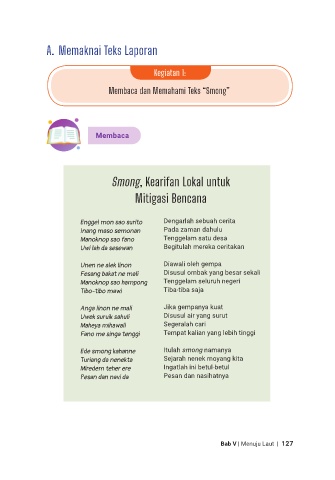 A. Memaknai Teks Laporan
Kegiatan 1:
Membaca dan Memahami Teks “Smong”
Membaca
Smong, Kearifan Lokal untuk
Mitigasi Bencana
Enggel mon sao surito
Inang maso semonan
Manoknop sao fano
Uwi lah da sesewan
Unen ne alek linon
Fesang bakat ne mali
Manoknop sao hampong
Tibo-tibo mawi
Anga linon ne mali
Uwek suruik sahuli
Maheya mihawali
Fano me singa tenggi
Ede smong kahanne
Turiang da nenekta
Miredem teher ere
Pesan dan navi da
Dengarlah sebuah cerita
Pada zaman dahulu
Tenggelam satu desa
Begitulah mereka ceritakan
Diawali oleh gempa
Disusul ombak yang besar sekali
Tenggelam seluruh negeri
Tiba-tiba saja
Jika gempanya kuat
Disusul air yang surut
Segeralah cari
Tempat kalian yang lebih tinggi
Itulah smong namanya
Sejarah nenek moyang kita
Ingatlah ini betul-betul
Pesan dan nasihatnya
Bab V | Menuju Laut | 127